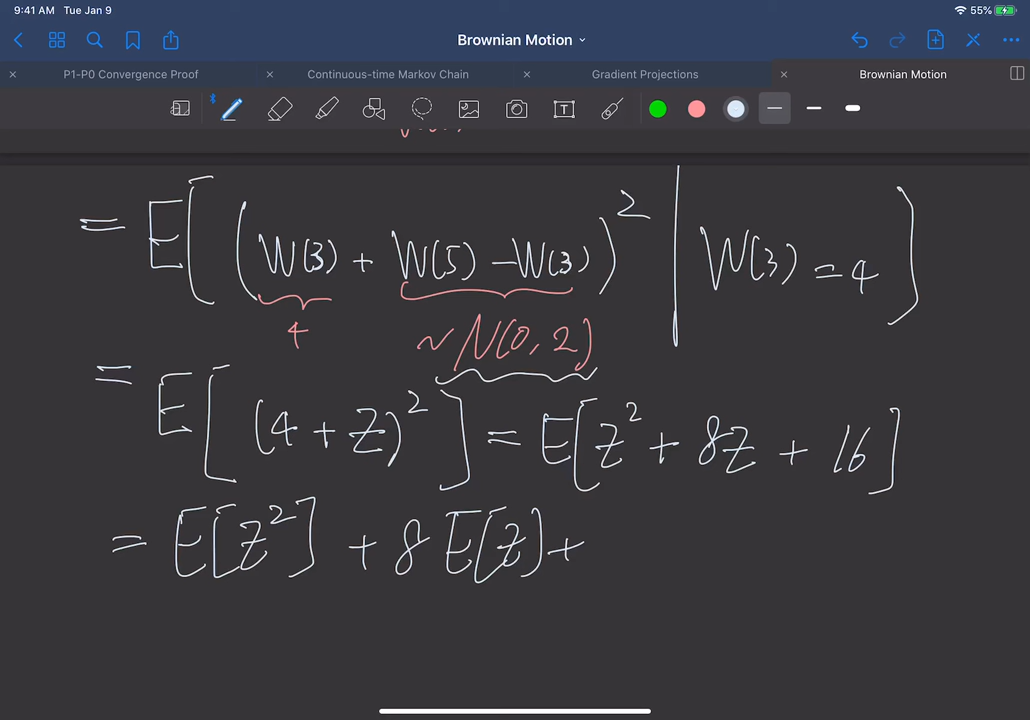 9:41 AM Tue Jan 9
55%
Brownian Motion
P1-P0 Convergence Proof
Continuous-time Markov Chain
Gradient Projections
Brownian Motion
= E[ (W(3) + W(5) - W(3))² | W(3) = 4 ]
4
~ N(0, 2)
= E[ (4 + Z)² ] = E[ Z² + 8Z + 16 ]
= E[Z²] + 8 E[Z] +